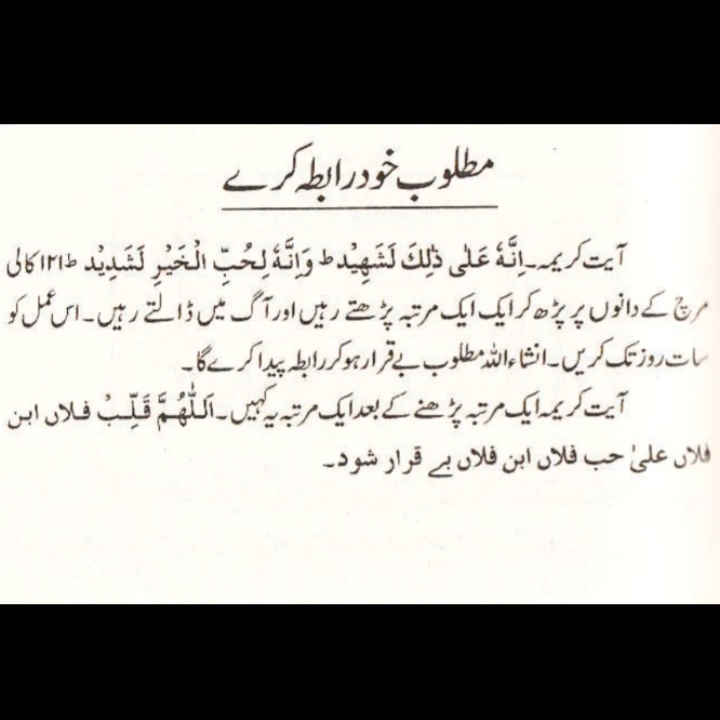 مطلوب خود رابطہ کرے
آیت کریمہ۔ اِنَّهٗ عَلٰی ذٰلِكَ لَشَهِیْد ط وَاِنَّهٗ لِحُبِّ الْخَیْرِ لَشَدِیْد ط ۱۲۱ کالی
مرچ کے دانوں پر پڑھ کر ایک ایک مرتبہ پڑھتے رہیں اور آگ میں ڈالتے رہیں۔ اس عمل کو
سات روز تک کریں۔ انشاء اللہ مطلوب بے قرار ہو کر رابطہ پیدا کرے گا۔
آیت کریمہ ایک مرتبہ پڑھنے کے بعد ایک مرتبہ یہ کہیں۔ اَللّٰهُمَّ قَلِّبْ فلاں ابن
فلاں علیٰ حب فلاں ابن فلاں بے قرار شود۔